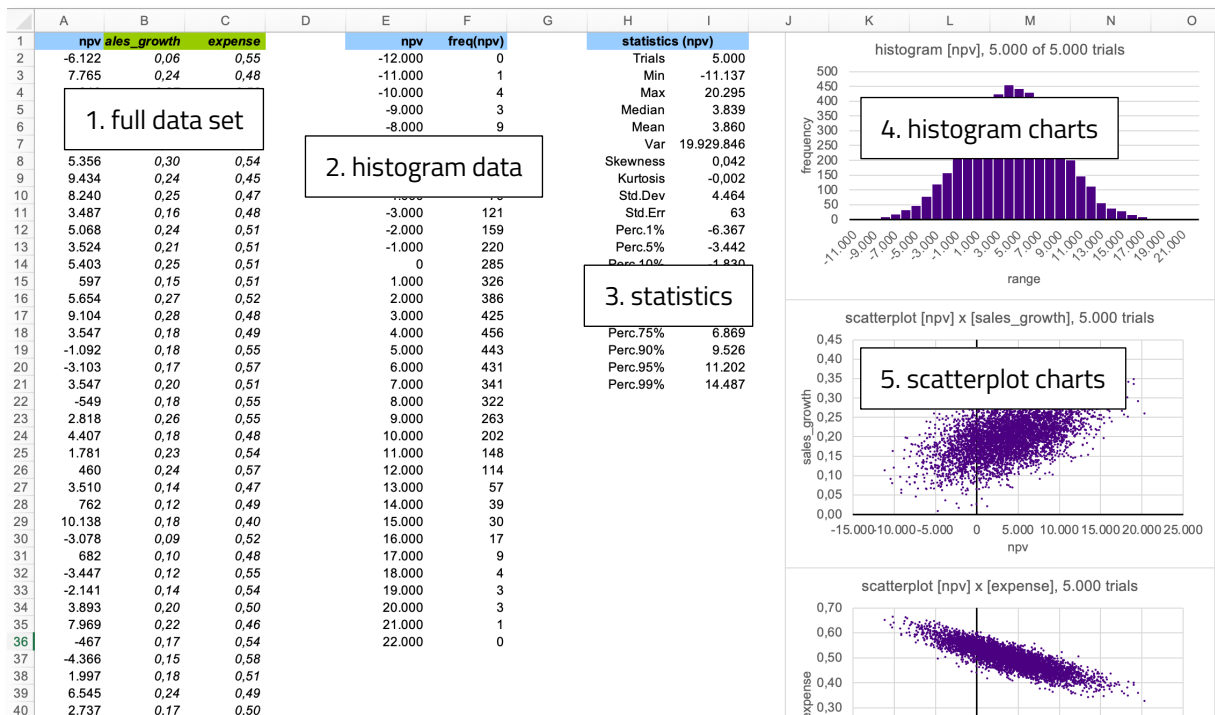 A B C D E F G H I J K L M N O
1 npv ales_growth expense npv freq(npv) statistics (npv)
2 -6.122 0,06 0,55 -12.000 0 Trials 5.000
3 7.765 0,24 0,48 -11.000 1 Min -11.137
4 -10.000 4 Max 20.295
5 -9.000 3 Median 3.839
6 -8.000 9 Mean 3.860
7 Var 19.929.846
8 5.356 0,30 0,54 Skewness 0,042
9 9.434 0,24 0,45 Kurtosis -0,002
10 8.240 0,25 0,47 Std.Dev 4.464
11 3.487 0,16 0,48 -3.000 121 Std.Err 63
12 5.068 0,24 0,51 -2.000 159 Perc.1% -6.367
13 3.524 0,21 0,51 -1.000 220 Perc.5% -3.442
14 5.403 0,25 0,51 0 285 Perc.10% -1.830
15 597 0,15 0,51 1.000 326
16 5.654 0,27 0,52 2.000 386
17 9.104 0,28 0,48 3.000 425
18 3.547 0,18 0,49 4.000 456 Perc.75% 6.869
19 -1.092 0,18 0,55 5.000 443 Perc.90% 9.526
20 -3.103 0,17 0,57 6.000 431 Perc.95% 11.202
21 3.547 0,20 0,51 7.000 341 Perc.99% 14.487
22 -549 0,18 0,55 8.000 322
23 2.818 0,26 0,55 9.000 263
24 4.407 0,18 0,48 10.000 202
25 1.781 0,23 0,54 11.000 148
26 460 0,24 0,57 12.000 114
27 3.510 0,14 0,47 13.000 57
28 762 0,12 0,49 14.000 39
29 10.138 0,18 0,40 15.000 30
30 -3.078 0,09 0,52 16.000 17
31 682 0,10 0,48 17.000 9
32 -3.447 0,12 0,55 18.000 4
33 -2.141 0,14 0,54 19.000 3
34 3.893 0,20 0,50 20.000 3
35 7.969 0,22 0,46 21.000 1
36 -467 0,17 0,54 22.000 0
37 -4.366 0,15 0,58
38 1.997 0,18 0,51
39 6.545 0,24 0,49
40 2.737 0,17 0,50
1. full data set
2. histogram data
3. statistics
histogram [npv], 5.000 of 5.000 trials
frequency
500
450
400
350
300
250
200
150
100
50
0
4. histogram charts
-11.000 -9.000 -7.000 -5.000 -3.000 -1.000 1.000 3.000 5.000 7.000 9.000 11.000 13.000 15.000 17.000 19.000 21.000
range
scatterplot [npv] x [sales_growth], 5.000 trials
sales_growth
0,45
0,40
0,35
0,30
0,25
0,20
0,15
0,10
0,05
0,00
5. scatterplot charts
-15.000 -10.000 -5.000 0 5.000 10.000 15.000 20.000 25.000
npv
scatterplot [npv] x [expense], 5.000 trials
expense
0,70
0,60
0,50
0,40
0,30